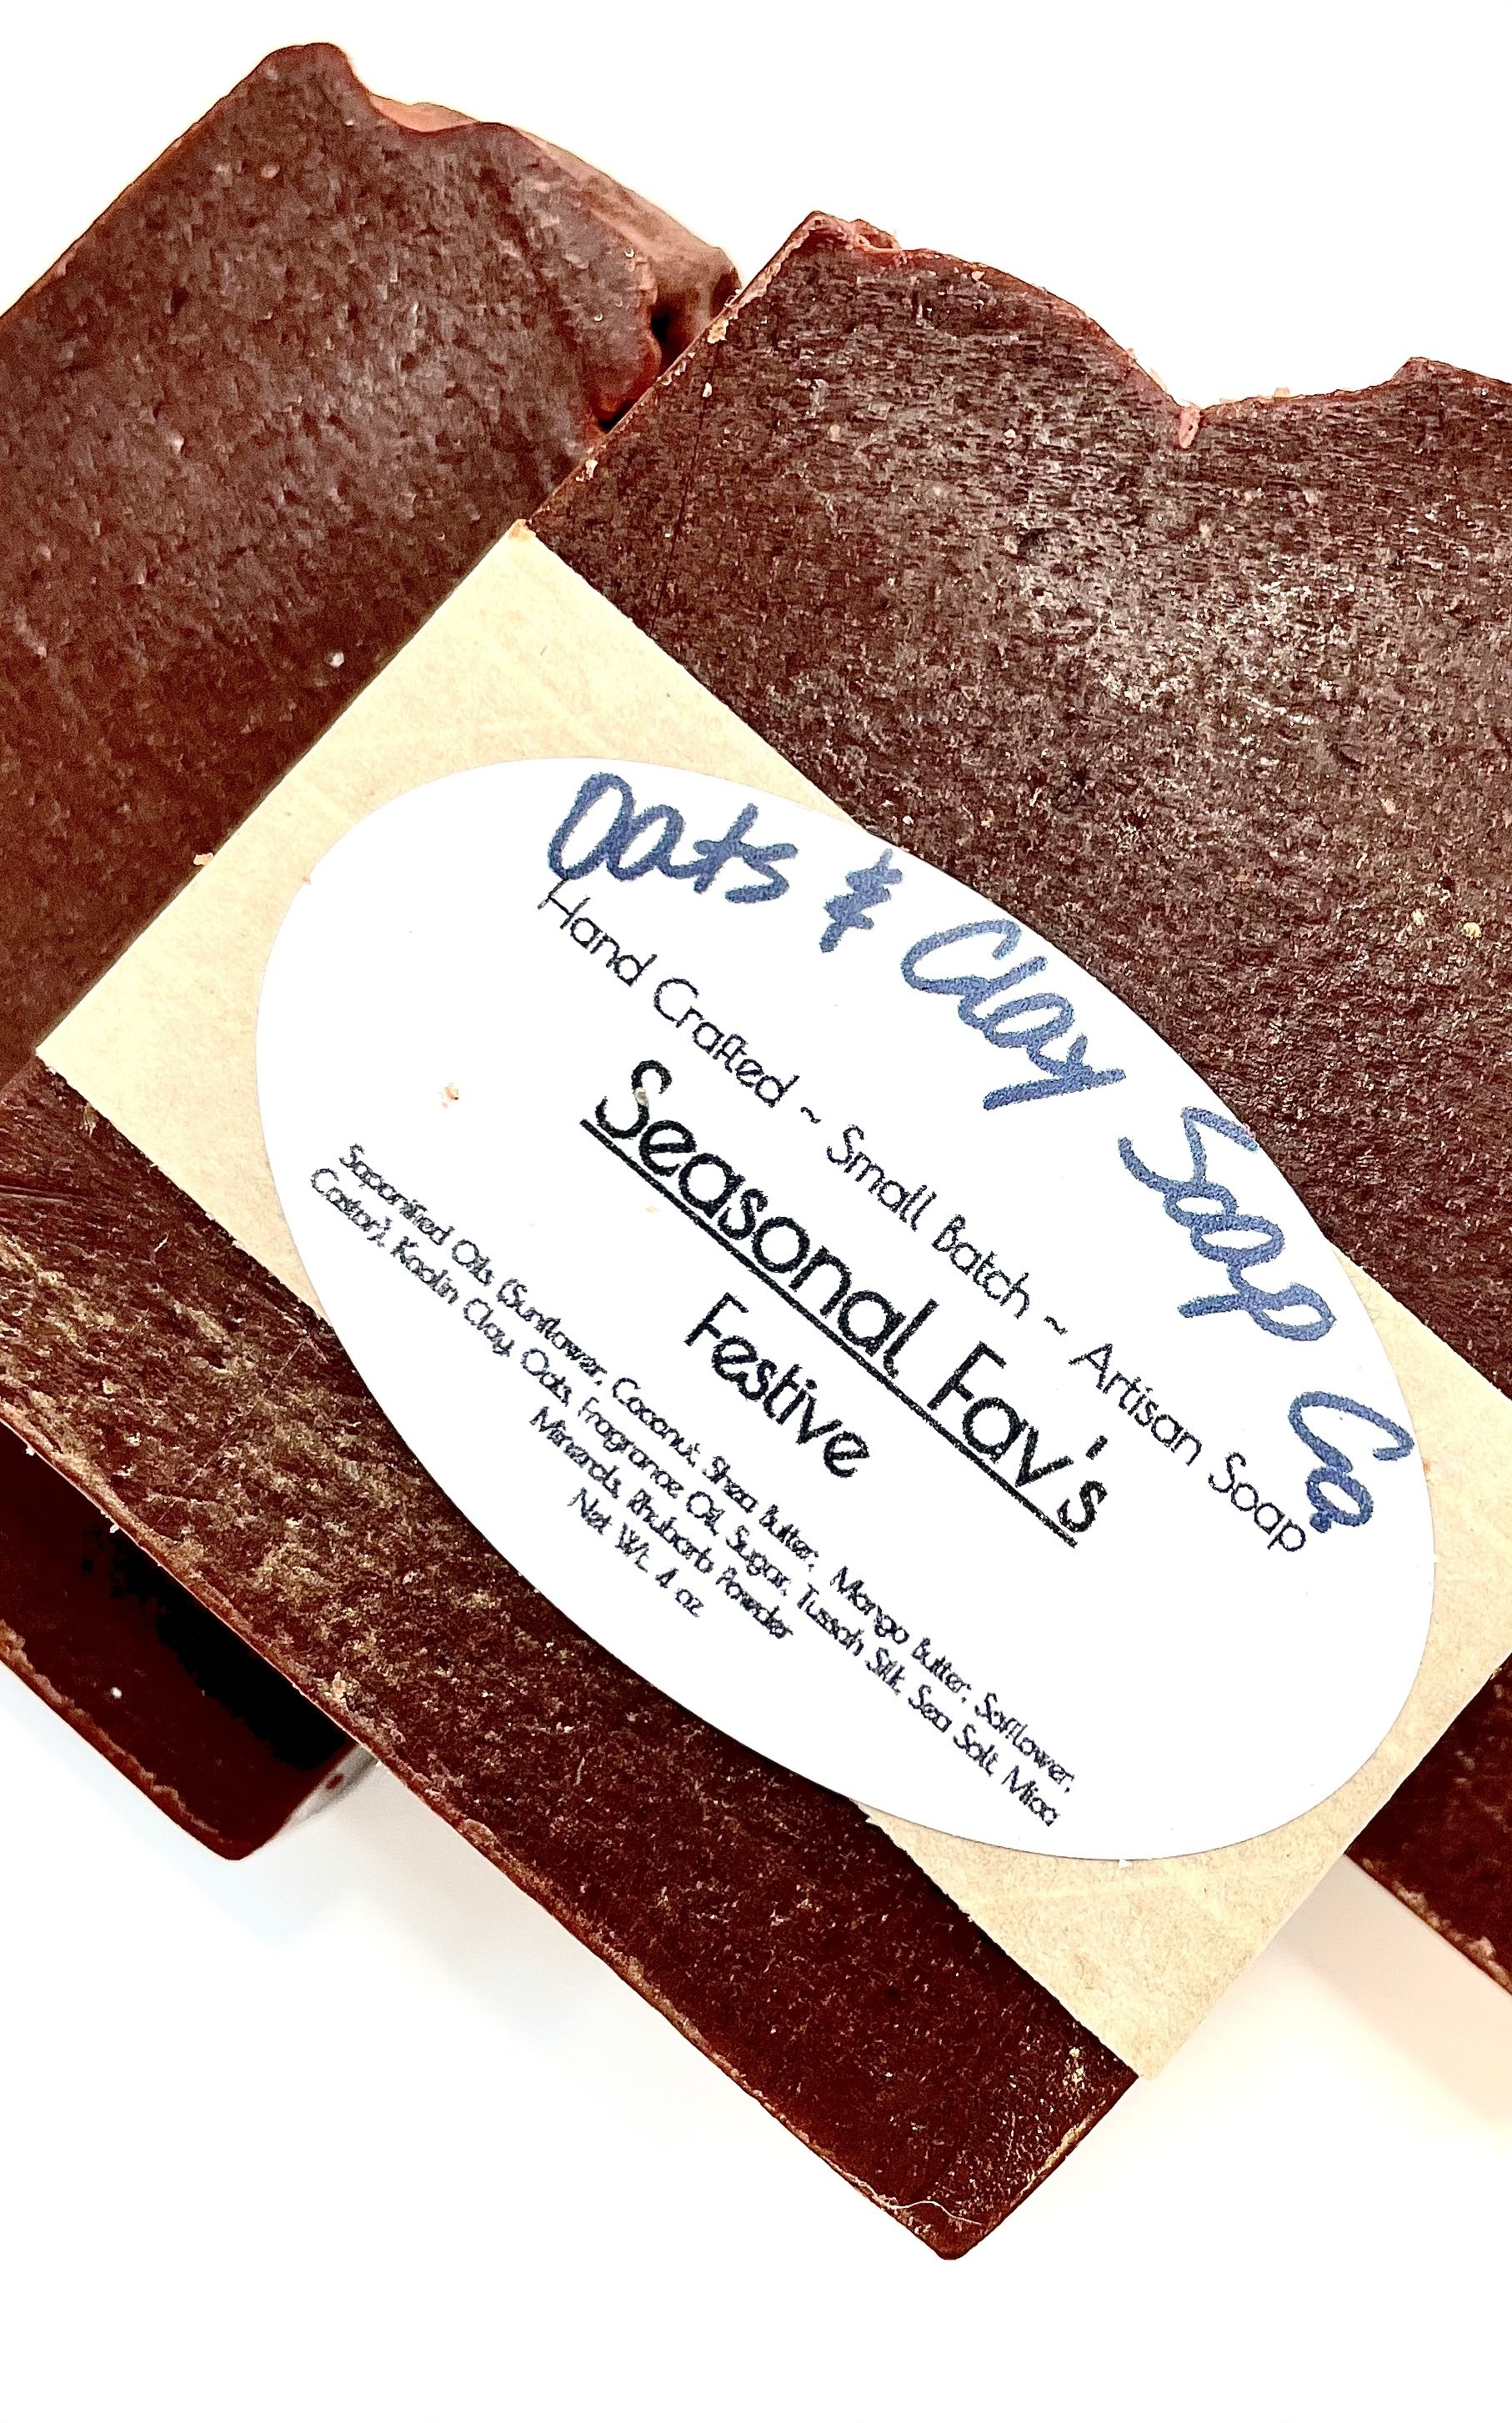 Oats & Clay Soap Co.
Hand Crafted ~ Small Batch ~ Artisan Soap
Seasonal Fav's
Festive
Saponified Oils (Sunflower, Coconut, Shea Butter, Mango Butter, Safflower,
Castor), Kaolin Clay, Oats, Fragrance Oil, Sugar, Tussah Silk, Sea Salt, Mica
Minerals, Rhubarb Powder
Net Wt. 4 oz